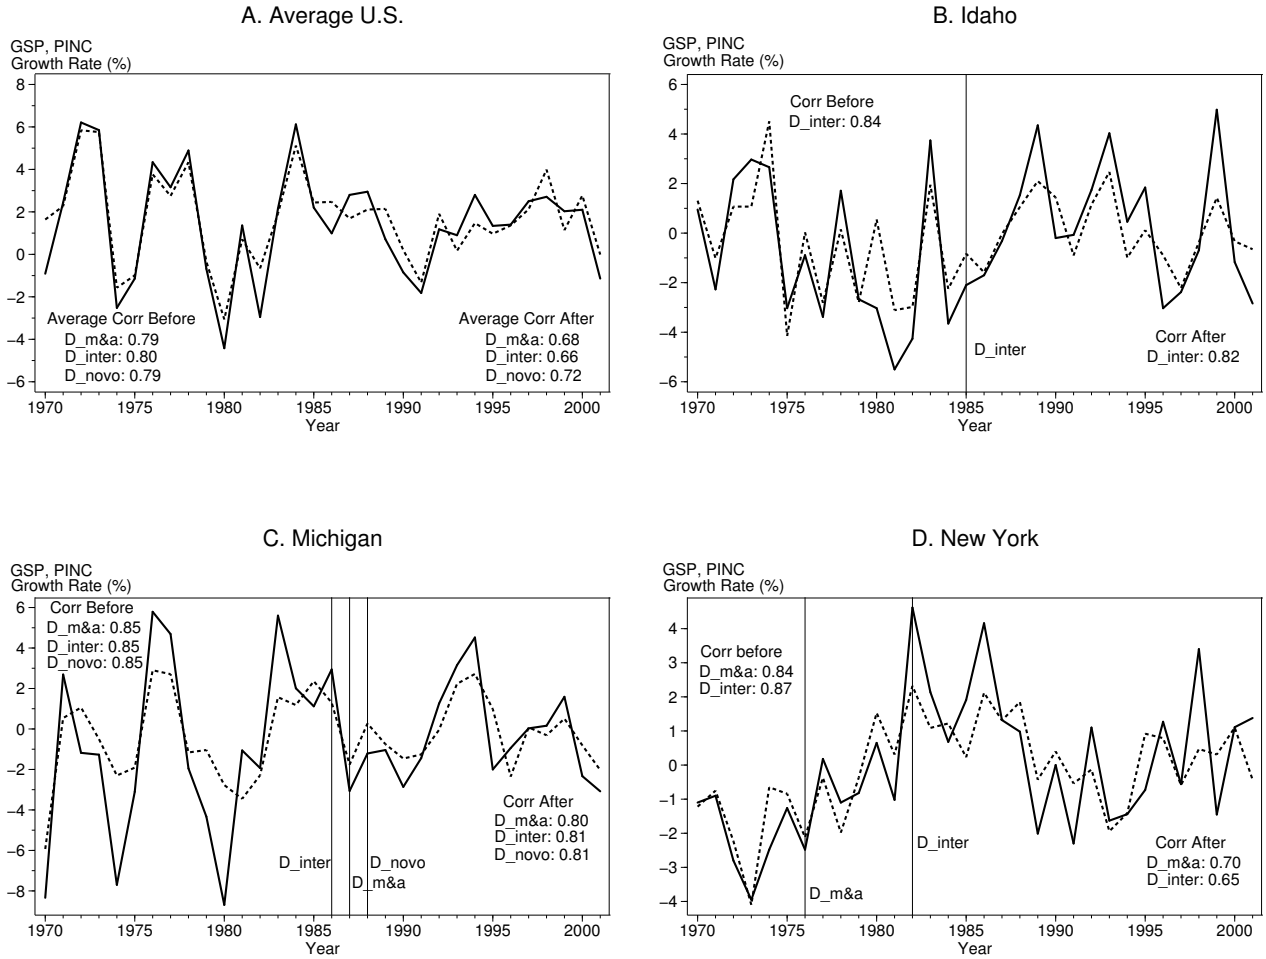 A. Average U.S.
GSP, PINC
Growth Rate (%)
8
6
4
2
0
−2
−4
−6
Average Corr Before
D_m&a: 0.79
D_inter: 0.80
D_novo: 0.79
Average Corr After
D_m&a: 0.68
D_inter: 0.66
D_novo: 0.72
1970 1975 1980 1985 1990 1995 2000
Year
B. Idaho
GSP, PINC
Growth Rate (%)
6
4
2
0
−2
−4
−6
Corr Before
D_inter: 0.84
D_inter
Corr After
D_inter: 0.82
1970 1975 1980 1985 1990 1995 2000
Year
C. Michigan
GSP, PINC
Growth Rate (%)
6
4
2
0
−2
−4
−6
−8
Corr Before
D_m&a: 0.85
D_inter: 0.85
D_novo: 0.85
D_inter
D_novo
D_m&a
Corr After
D_m&a: 0.80
D_inter: 0.81
D_novo: 0.81
1970 1975 1980 1985 1990 1995 2000
Year
D. New York
GSP, PINC
Growth Rate (%)
4
3
2
1
0
−1
−2
−3
−4
Corr before
D_m&a: 0.84
D_inter: 0.87
D_inter
D_m&a
Corr After
D_m&a: 0.70
D_inter: 0.65
1970 1975 1980 1985 1990 1995 2000
Year